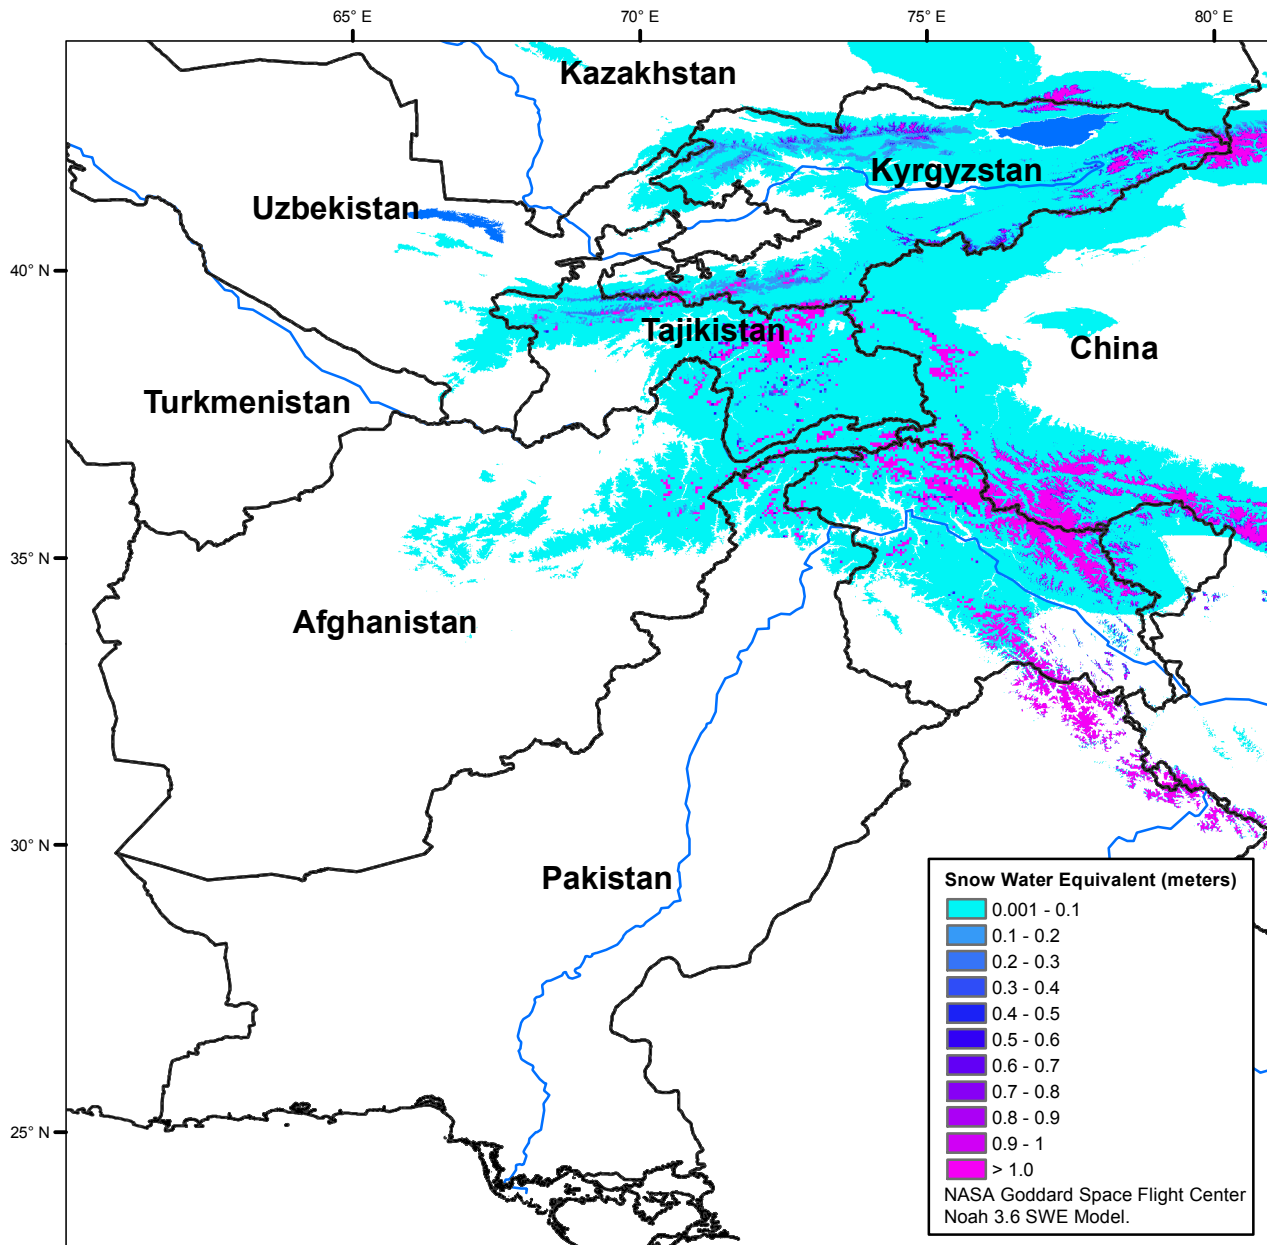 65° E
70° E
75° E
80° E
Kazakhstan
Kyrgyzstan
Uzbekistan
40° N
Tajikistan
China
Turkmenistan
35° N
Afghanistan
30° N
Pakistan
25° N
Snow Water Equivalent (meters)
0.001 - 0.1
0.1 - 0.2
0.2 - 0.3
0.3 - 0.4
0.4 - 0.5
0.5 - 0.6
0.6 - 0.7
0.7 - 0.8
0.8 - 0.9
0.9 - 1
> 1.0
NASA Goddard Space Flight Center
Noah 3.6 SWE Model.